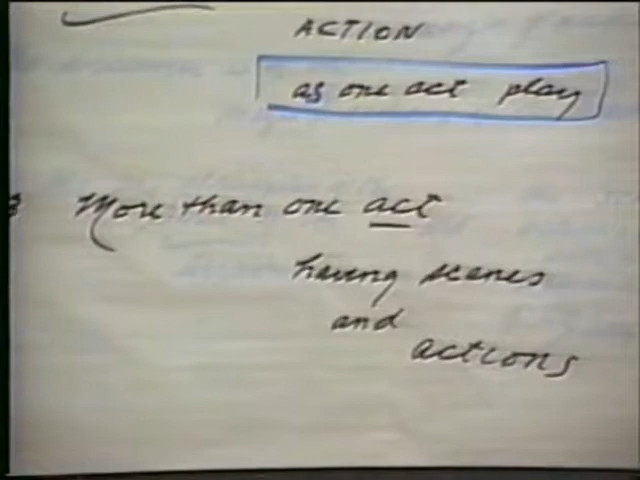 ACTION
as one act play
More than one act
having scenes
and
actions